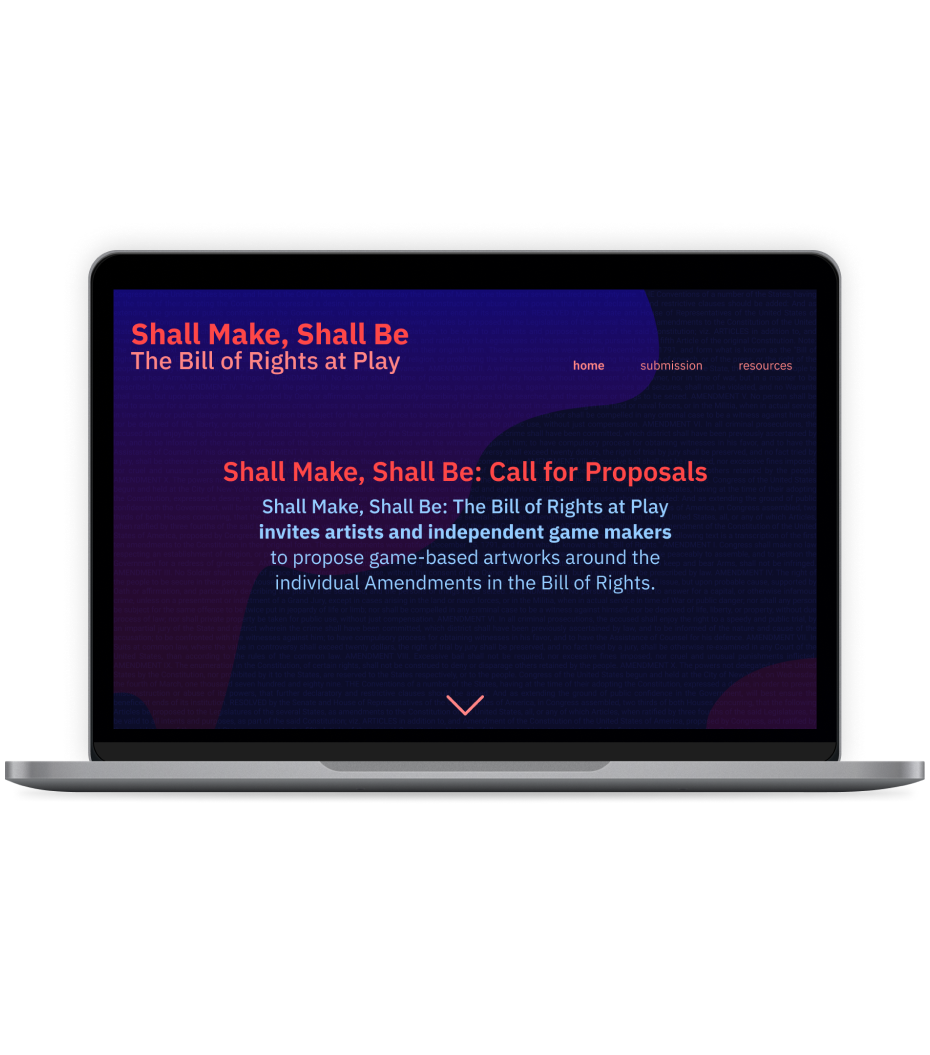 Shall Make, Shall Be
The Bill of Rights at Play
home submission resources
Shall Make, Shall Be: Call for Proposals
Shall Make, Shall Be: The Bill of Rights at Play
invites artists and independent game makers
to propose game-based artworks around the
individual Amendments in the Bill of Rights.